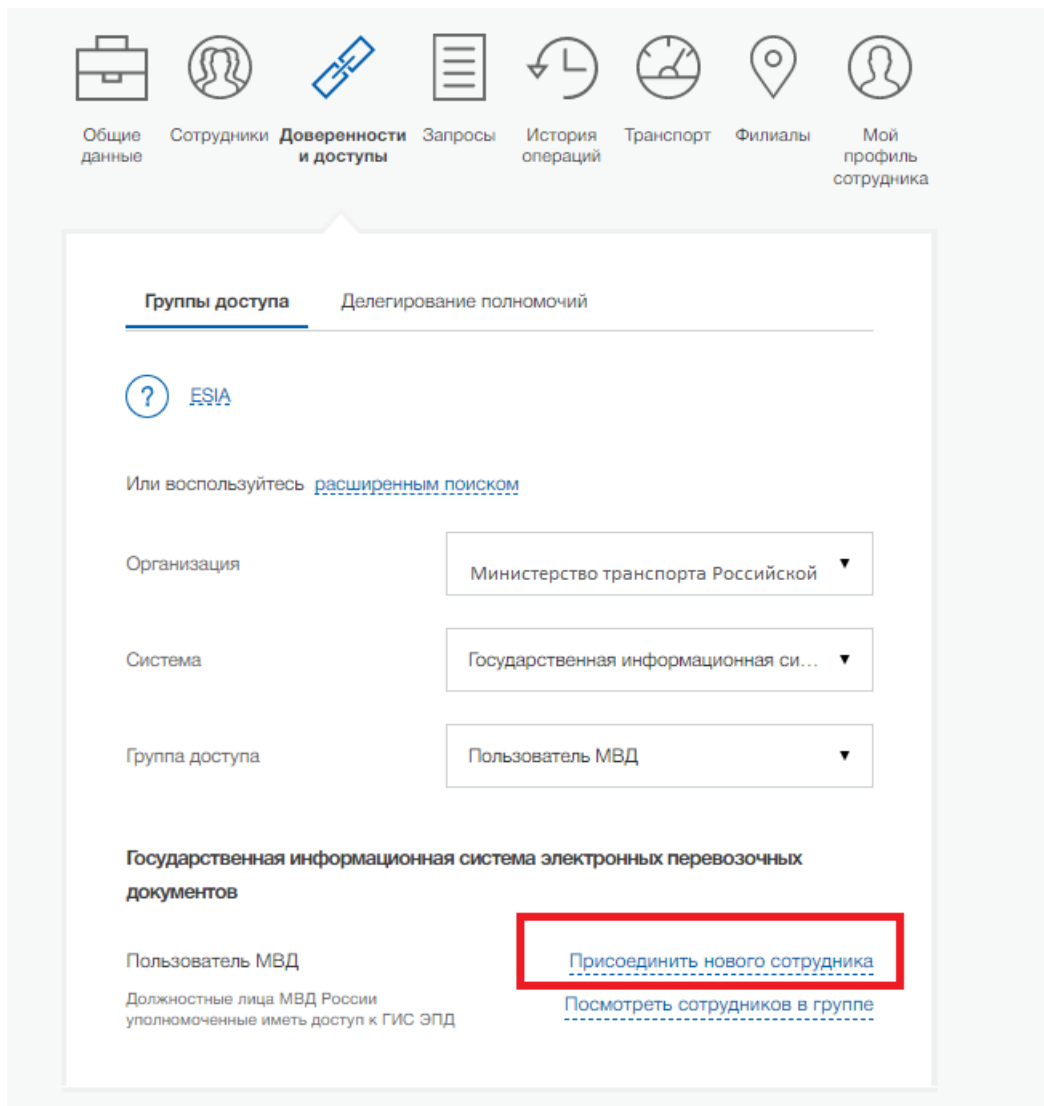 Общие
данные
Сотрудники
Доверенности
и доступы
Запросы
История
операций
Транспорт
Филиалы
Мой
профиль
сотрудника
Группы доступа
Делегирование полномочий
? ESIA
Или воспользуйтесь расширенным поиском
Организация
Министерство транспорта Российской
Система
Государственная информационная си...
Группа доступа
Пользователь МВД
Государственная информационная система электронных перевозочных
документов
Пользователь МВД
Присоединить нового сотрудника
Должностные лица МВД России
уполномоченные иметь доступ к ГИС ЭПД
Посмотреть сотрудников в группе